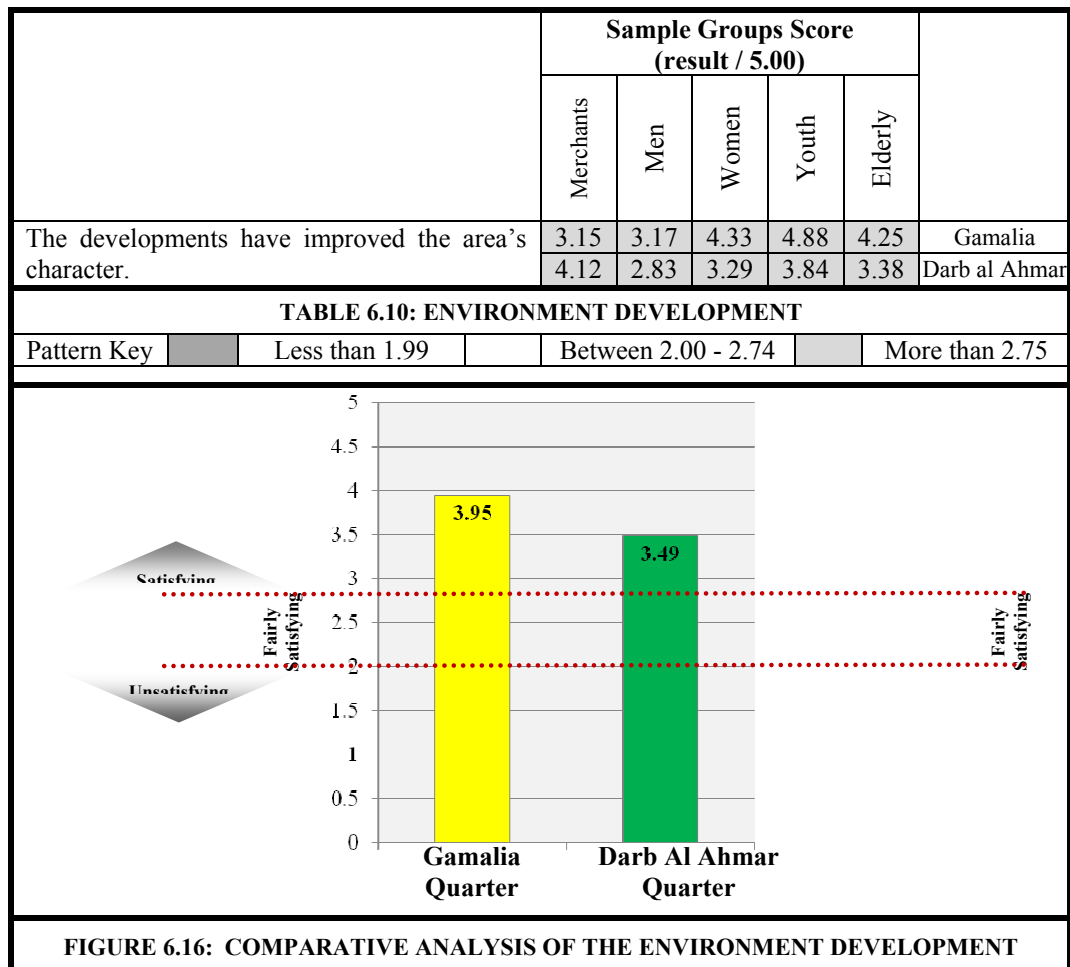 Sample Groups Score
(result / 5.00)
Merchants
Men
Women
Youth
Elderly
The developments have improved the area's
character.
3.15 3.17 4.33 4.88 4.25 Gamalia
4.12 2.83 3.29 3.84 3.38 Darb al Ahmar
TABLE 6.10: ENVIRONMENT DEVELOPMENT
Pattern Key Less than 1.99 Between 2.00 - 2.74 More than 2.75
5
4.5
4
3.5
3
2.5
2
1.5
1
0.5
0
3.95
3.49
Satisfying
Fairly
Satisfying
Unsatisfying
Fairly
Satisfying
Gamalia
Quarter
Darb Al Ahmar
Quarter
FIGURE 6.16: COMPARATIVE ANALYSIS OF THE ENVIRONMENT DEVELOPMENT